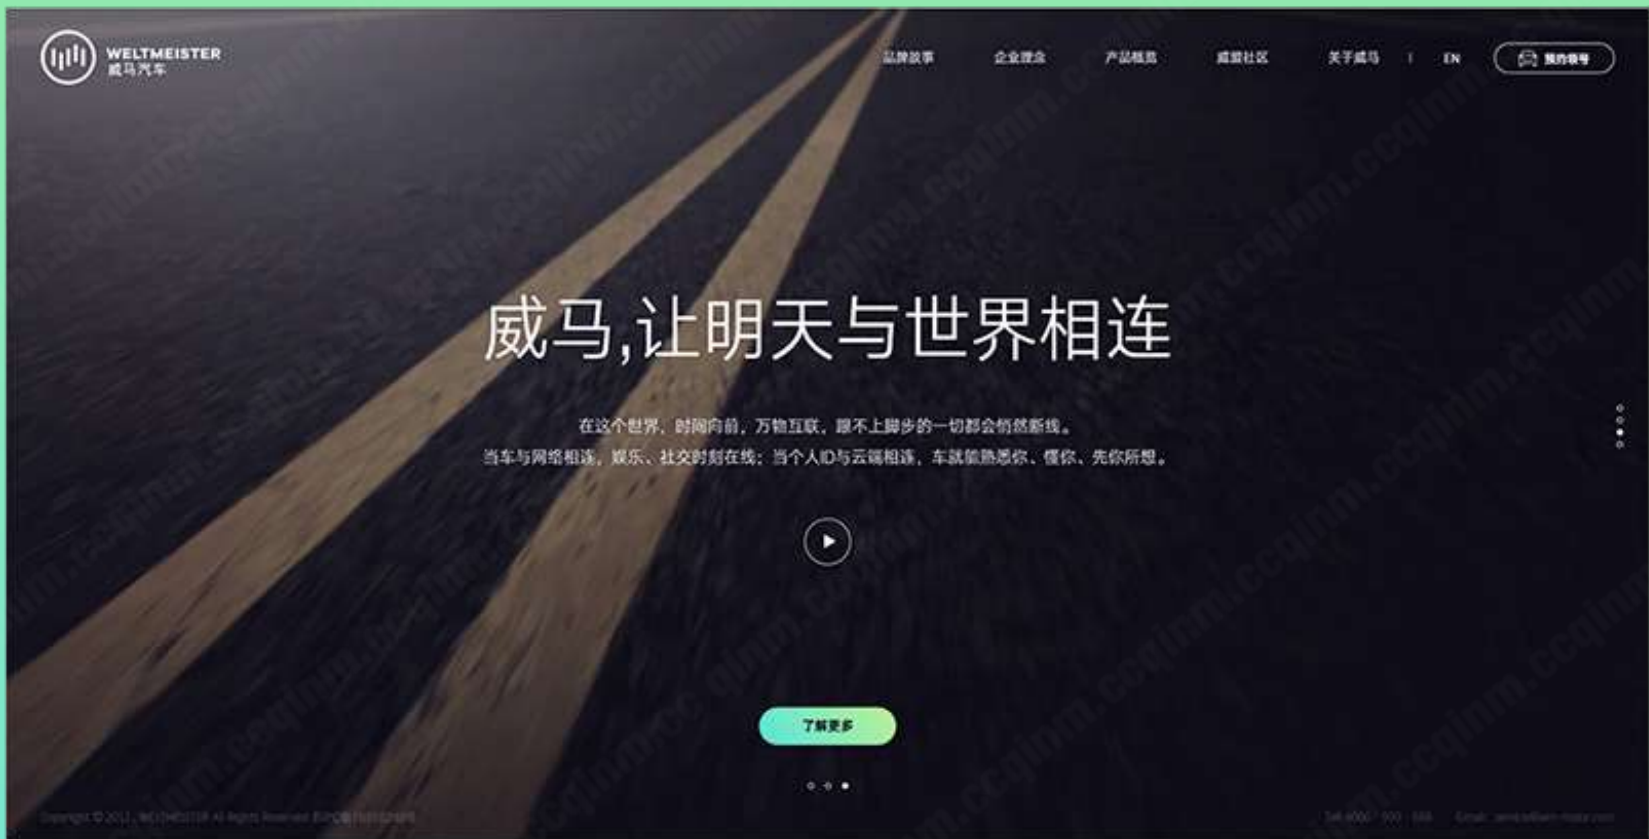 WELTMEISTER
威马汽车
品牌故事 企业理念 产品概览 威盟社区 关于威马 | EN 预约领号
威马,让明天与世界相连
在这个世界，时间向前，万物互联，跟不上脚步的一切都会悄然断线。
当车与网络相连，娱乐、社交时刻在线；当个人ID与云端相连，车就能熟悉你、懂你、先你所想。
了解更多